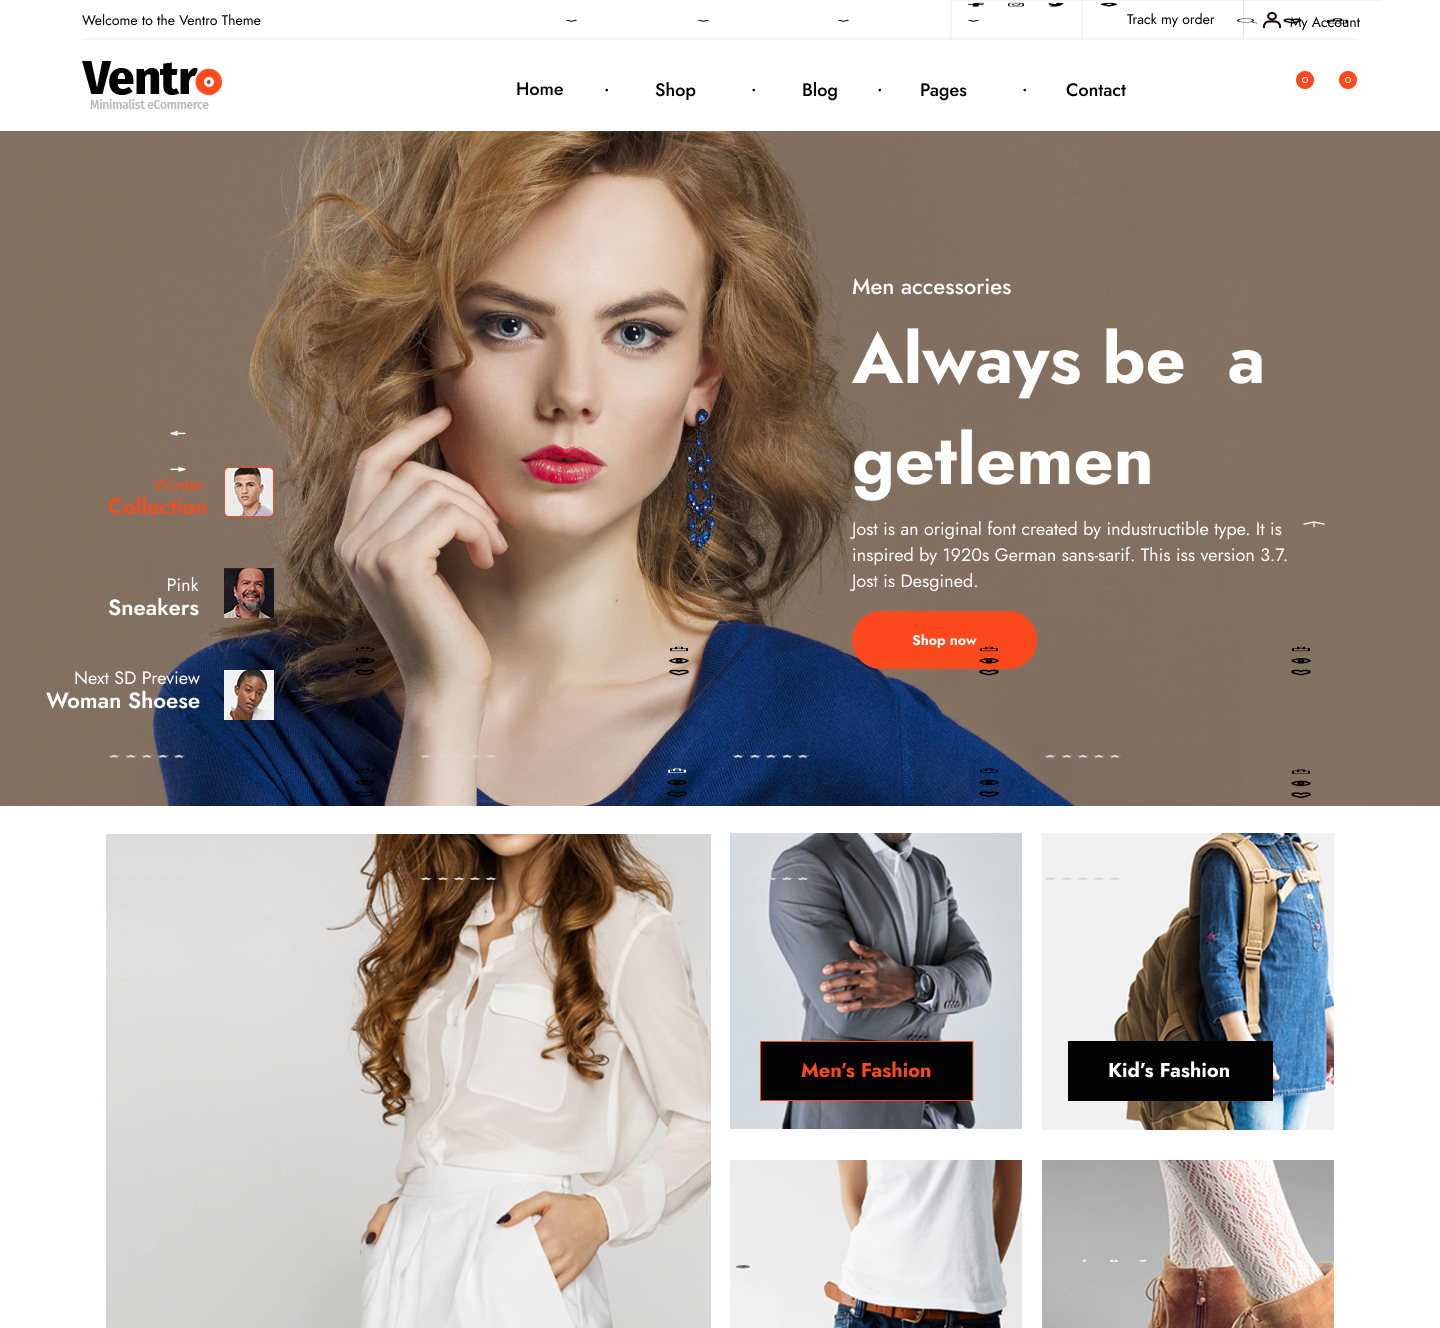 Welcome to the Ventro Theme
Track my order
My Account
Ventro
Minimalist eCommerce
Home
Shop
Blog
Pages
Contact
Men accessories
Always be a
getlemen
Jost is an original font created by industructible type. It is
inspired by 1920s German sans-sarif. This iss version 3.7.
Jost is Desgined.
Shop now
Winter
Collection
Pink
Sneakers
Next SD Preview
Woman Shoese
Men's Fashion
Kid's Fashion